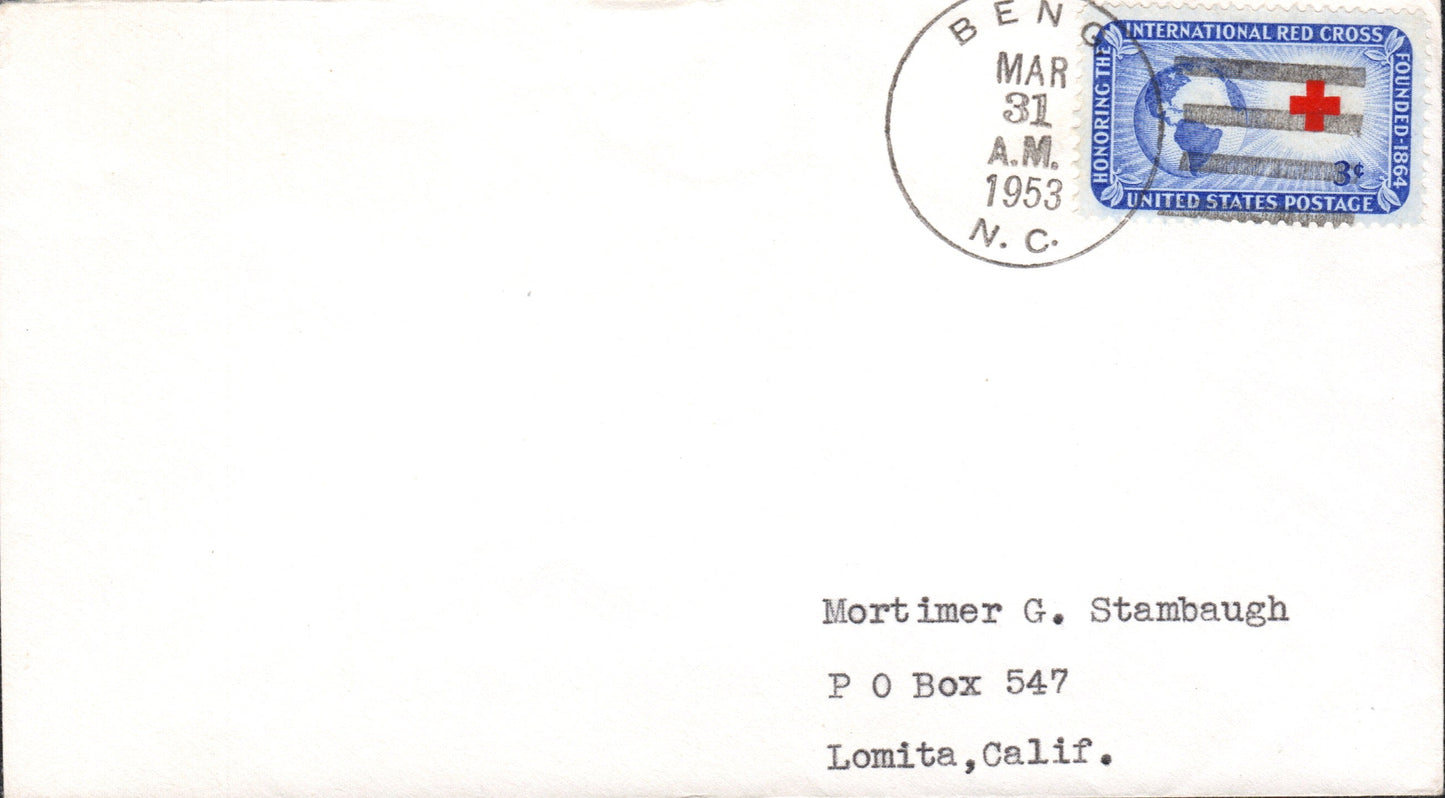 BENG
MAR
31
A.M.
1953
N. C.
HONORING THE
INTERNATIONAL RED CROSS
FOUNDED-1864
3¢
UNITED STATES POSTAGE
Mortimer G. Stambaugh
P O Box 547
Lomita,Calif.